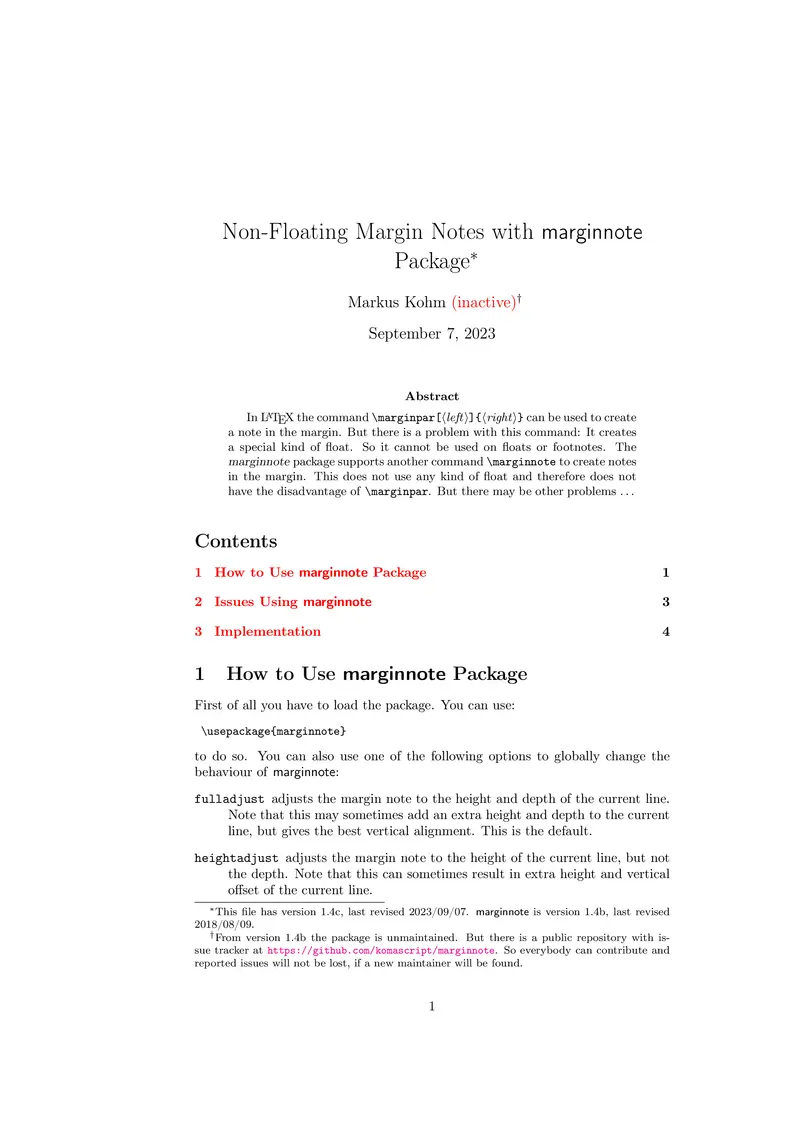 Non-Floating Margin Notes with marginnote
Package*
Markus Kohm (inactive)†
September 7, 2023
Abstract
In LATEX the command \marginpar[⟨left⟩]{⟨right⟩} can be used to create
a note in the margin. But there is a problem with this command: It creates
a special kind of float. So it cannot be used on floats or footnotes. The
marginnote package supports another command \marginnote to create notes
in the margin. This does not use any kind of float and therefore does not
have the disadvantage of \marginpar. But there may be other problems ...
Contents
1 How to Use marginnote Package 1
2 Issues Using marginnote 3
3 Implementation 4
1 How to Use marginnote Package
First of all you have to load the package. You can use:
\usepackage{marginnote}
to do so. You can also use one of the following options to globally change the
behaviour of marginnote:
fulladjust adjusts the margin note to the height and depth of the current line.
Note that this may sometimes add an extra height and depth to the current
line, but gives the best vertical alignment. This is the default.
heightadjust adjusts the margin note to the height of the current line, but not
the depth. Note that this can sometimes result in extra height and vertical
offset of the current line.
*This file has version 1.4c, last revised 2023/09/07. marginnote is version 1.4b, last revised
2018/08/09.
†From version 1.4b the package is unmaintained. But there is a public repository with is-
sue tracker at https://github.com/komascript/marginnote. So everybody can contribute and
reported issues will not be lost, if a new maintainer will be found.
1